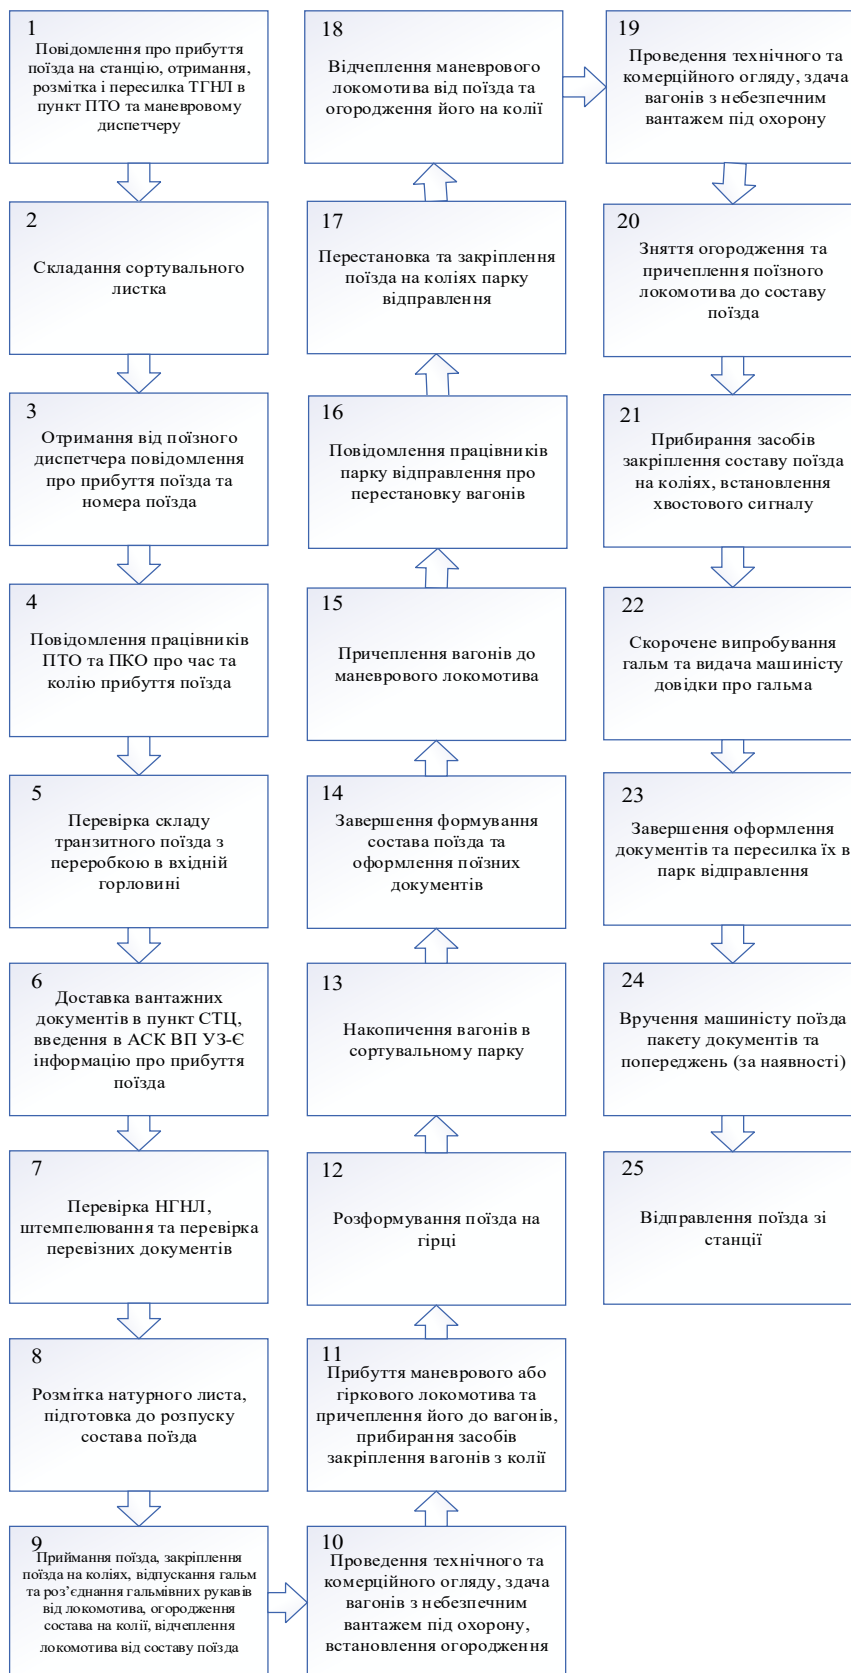 1
Повідомлення про прибуття
поїзда на станцію, отримання,
розмітка і пересилка ТГНЛ в
пункт ПТО та маневровому
диспетчеру
2
Складання сортувального
листка
3
Отримання від поїзного
диспетчера повідомлення
про прибуття поїзда та
номера поїзда
4
Повідомлення працівників
ПТО та ПКО про час та
колію прибуття поїзда
5
Перевірка складу
транзитного поїзда з
переробкою в вхідній
горловині
6
Доставка вантажних
документів в пункт СТЦ,
введення в АСК ВП УЗ-Є
інформацію про прибуття
поїзда
7
Перевірка НГНЛ,
штемпелювання та перевірка
перевізних документів
8
Розмітка натурного листа,
підготовка до розпуску
состава поїзда
9
Приймання поїзда, закріплення
поїзда на коліях, відпускання гальм
та роз’єднання гальмівних рукавів
від локомотива, огородження
состава на колії, відчеплення
локомотива від составу поїзда
10
Проведення технічного та
комерційного огляду, здача
вагонів з небезпечним
вантажем під охорону,
встановлення огородження
11
Прибуття маневрового або
гіркового локомотива та
причеплення його до вагонів,
прибирання засобів
закріплення вагонів з колії
12
Розформування поїзда на
гірці
13
Накопичення вагонів в
сортувальному парку
14
Завершення формування
состава поїзда та
оформлення поїзних
документів
15
Причеплення вагонів до
маневрового локомотива
16
Повідомлення працівників
парку відправлення про
перестановку вагонів
17
Перестановка та закріплення
поїзда на коліях парку
відправлення
18
Відчеплення маневрового
локомотива від поїзда та
огородження його на колії
19
Проведення технічного та
комерційного огляду, здача
вагонів з небезпечним
вантажем під охорону
20
Зняття огородження та
причеплення поїзного
локомотива до составу
поїзда
21
Прибирання засобів
закріплення составу поїзда
на коліях, встановлення
хвостового сигналу
22
Скорочене випробування
гальм та видача машиністу
довідки про гальма
23
Завершення оформлення
документів та пересилка їх в
парк відправлення
24
Вручення машиністу поїзда
пакету документів та
попереджень (за наявності)
25
Відправлення поїзда зі
станції